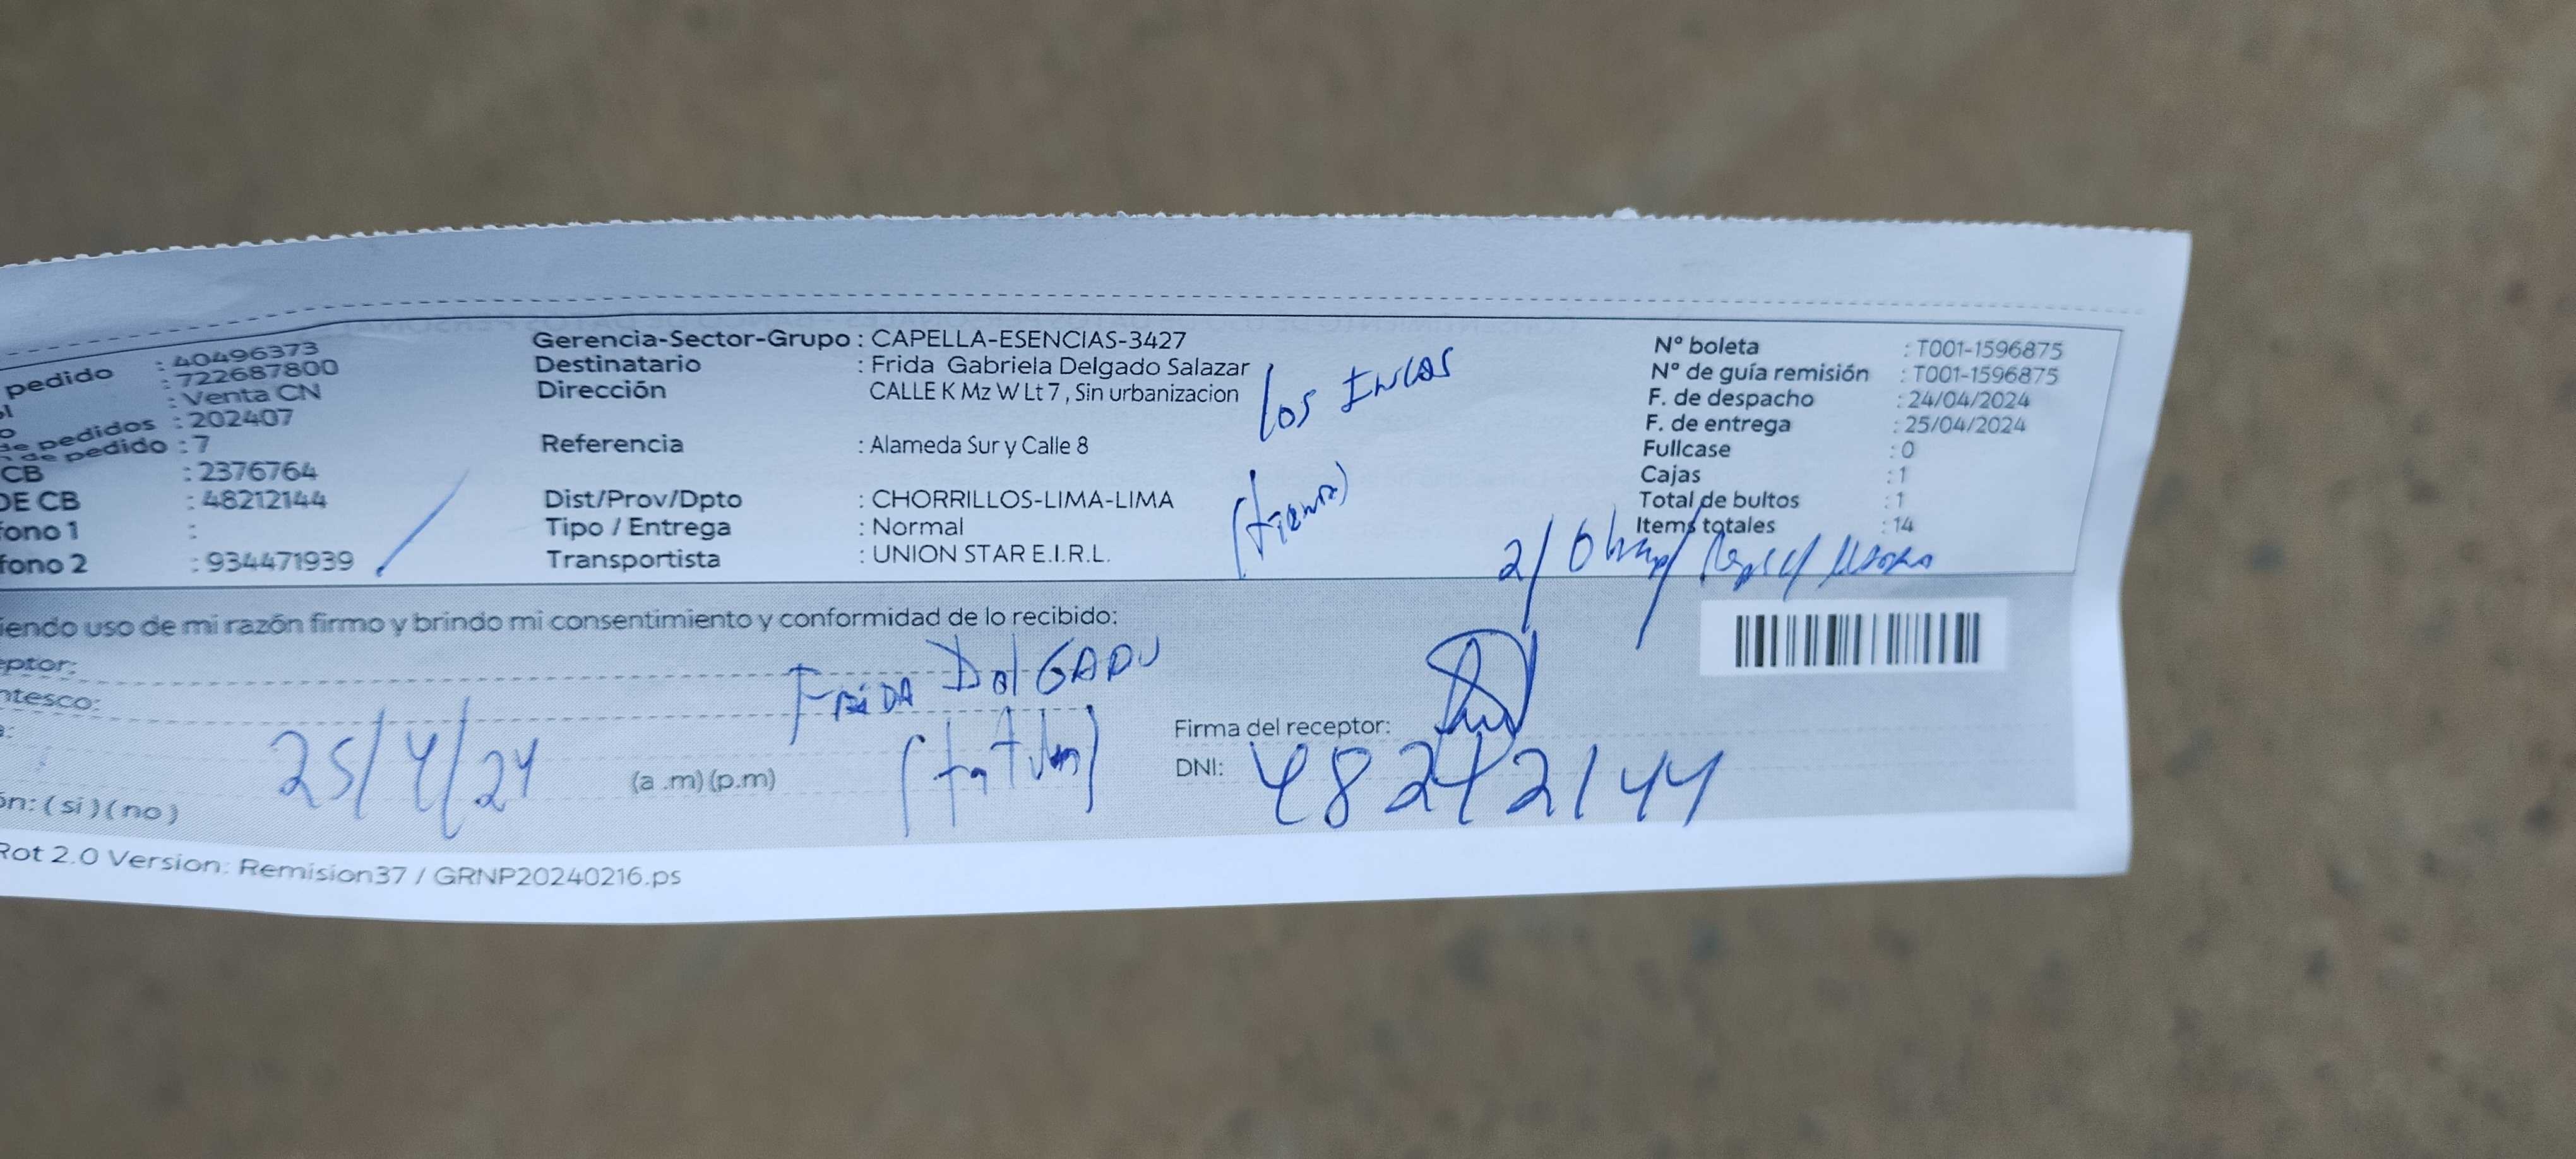 pedido : 40496373
: 722687800
: Venta CN
de pedidos : 202407
de pedido : 7
CB : 2376764
DE CB : 48212144
fono 1 :
fono 2 : 934471939
Gerencia-Sector-Grupo : CAPELLA-ESENCIAS-3427
Destinatario : Frida Gabriela Delgado Salazar
Dirección CALLE K Mz W Lt 7 , Sin urbanizacion
Los Incas
Referencia : Alameda Sur y Calle 8
Dist/Prov/Dpto : CHORRILLOS-LIMA-LIMA
Tipo / Entrega : Normal
Transportista : UNION STAR E.I.R.L.
Nº boleta : T001-1596875
Nº de guía remisión : T001-1596875
F. de despacho : 24/04/2024
F. de entrega : 25/04/2024
Fullcase : 0
Cajas : 1
Total de bultos : 1
Items totales : 14
iendo uso de mi razón firmo y brindo mi consentimiento y conformidad de lo recibido:
eptor: FRIDA DelGADO
ntesco:
25/4/24 (a .m) (p.m)
ón: ( si ) ( no )
Firma del receptor:
DNI: 48212144
Rot 2.0 Version: Remision37 / GRNP20240216.ps